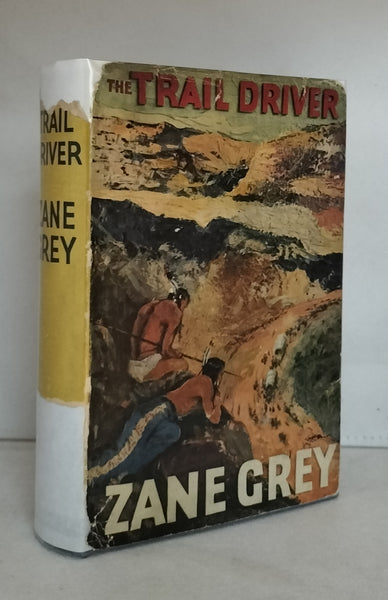 THE TRAIL DRIVER
ZANE GREY
TRAIL
DRIVER
ZANE
GREY